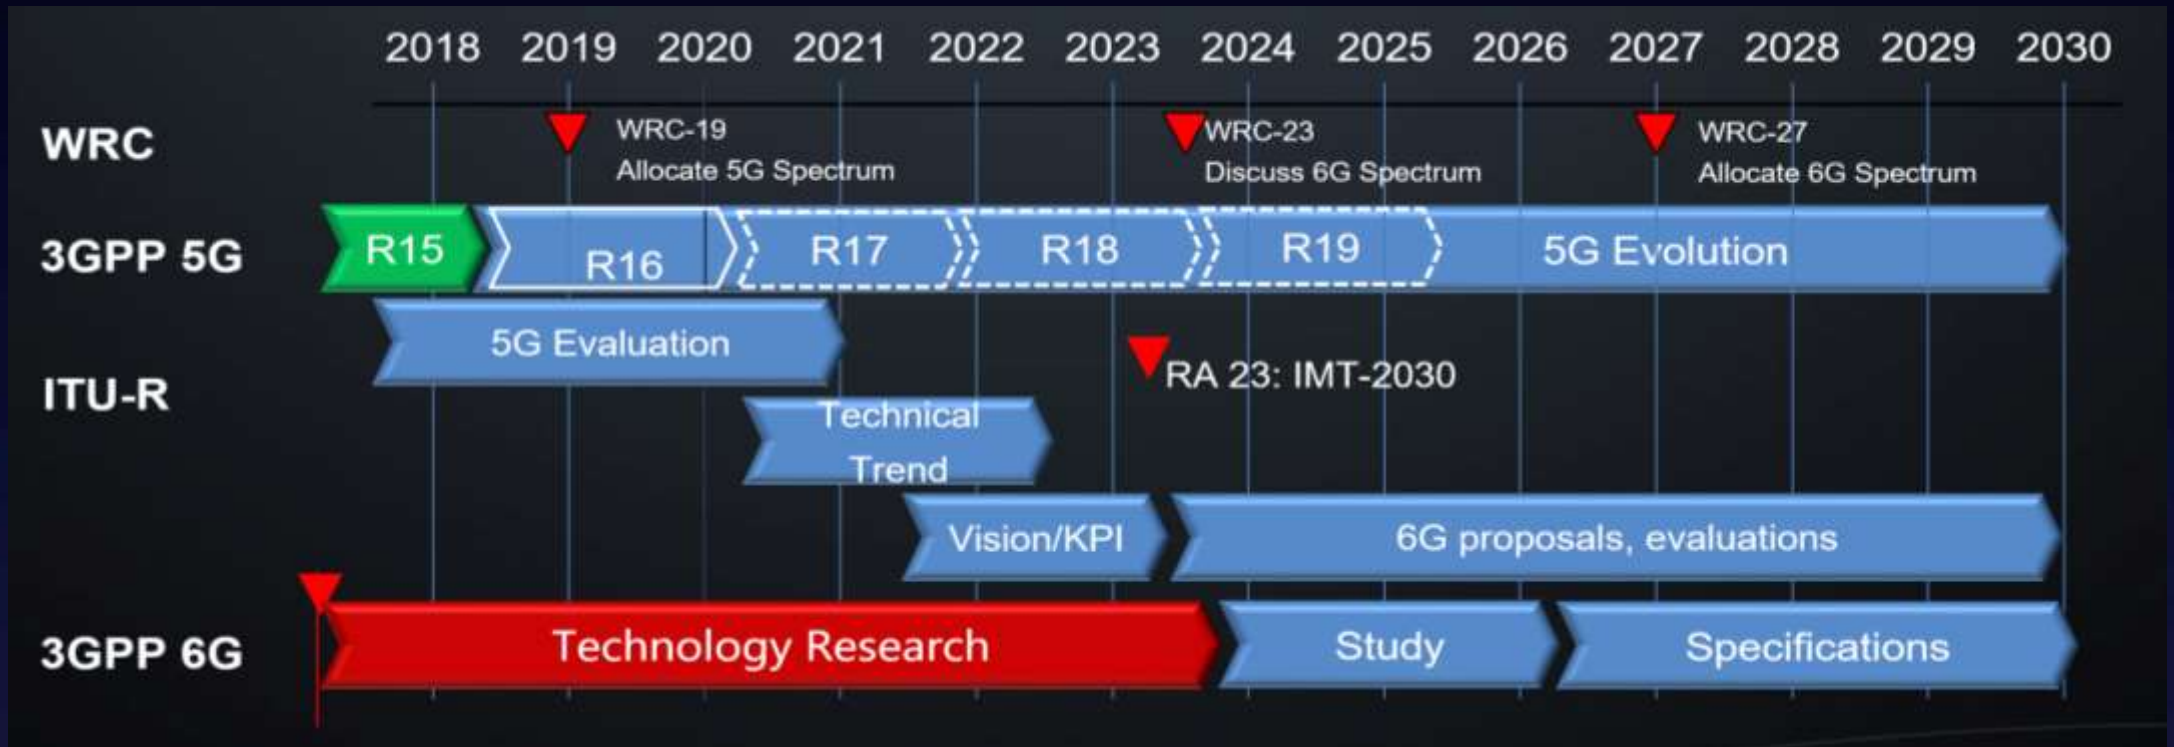 2018 2019 2020 2021 2022 2023 2024 2025 2026 2027 2028 2029 2030
WRC
WRC-19
Allocate 5G Spectrum
WRC-23
Discuss 6G Spectrum
WRC-27
Allocate 6G Spectrum
3GPP 5G
R15
R16
R17
R18
R19
5G Evolution
ITU-R
5G Evaluation
RA 23: IMT-2030
Technical
Trend
Vision/KPI
6G proposals, evaluations
3GPP 6G
Technology Research
Study
Specifications